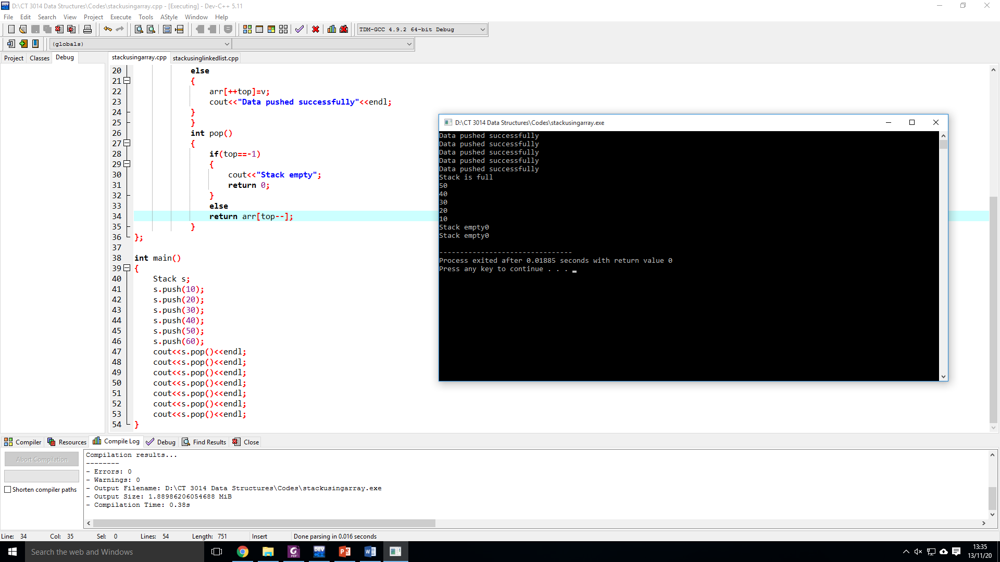 D:\CT 3014 Data Structures\Codes\stackusingarray.cpp - [Executing] - Dev-C++ 5.11
File Edit Search View Project Execute Tools AStyle Window Help
TDM-GCC 4.9.2 64-bit Debug
(globals)
Project Classes Debug
stackusingarray.cpp stackusinglinkedlist.cpp
20 else
21 {
22 arr[++top]=v;
23 cout<<"Data pushed successfully"<<endl;
24 }
25 }
26 int pop()
27 {
28 if(top==-1)
29 {
30 cout<<"Stack empty";
31 return 0;
32 }
33 else
34 return arr[top--];
35 }
36 };
37
38 int main()
39 {
40 Stack s;
41 s.push(10);
42 s.push(20);
43 s.push(30);
44 s.push(40);
45 s.push(50);
46 s.push(60);
47 cout<<s.pop()<<endl;
48 cout<<s.pop()<<endl;
49 cout<<s.pop()<<endl;
50 cout<<s.pop()<<endl;
51 cout<<s.pop()<<endl;
52 cout<<s.pop()<<endl;
53 cout<<s.pop()<<endl;
54 }
D:\CT 3014 Data Structures\Codes\stackusingarray.exe
Data pushed successfully
Data pushed successfully
Data pushed successfully
Data pushed successfully
Data pushed successfully
Stack is full
50
40
30
20
10
Stack empty0
Stack empty0
--------------------------------
Process exited after 0.01885 seconds with return value 0
Press any key to continue . . .
Compiler Resources Compile Log Debug Find Results Close
Abort Compilation
Shorten compiler paths
Compilation results...
--------
- Errors: 0
- Warnings: 0
- Output Filename: D:\CT 3014 Data Structures\Codes\stackusingarray.exe
- Output Size: 1.88986206054688 MiB
- Compilation Time: 0.38s
Line: 34 Col: 35 Sel: 0 Lines: 54 Length: 751 Insert Done parsing in 0.016 seconds
Search the web and Windows
13:35
13/11/20